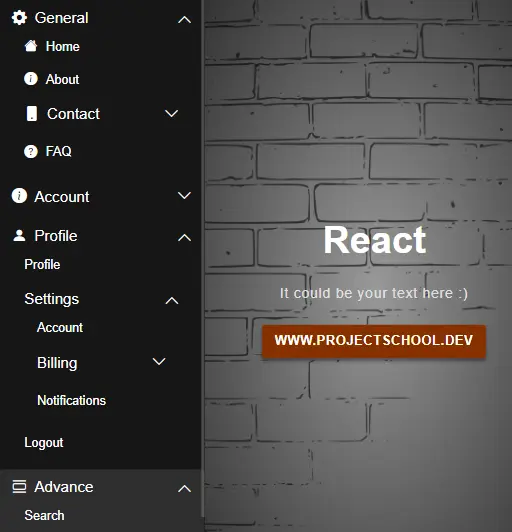 General
Home
About
Contact
FAQ
Account
Profile
Profile
Settings
Account
Billing
Notifications
Logout
Advance
Search
React
It could be your text here :)
WWW.PROJECTSCHOOL.DEV